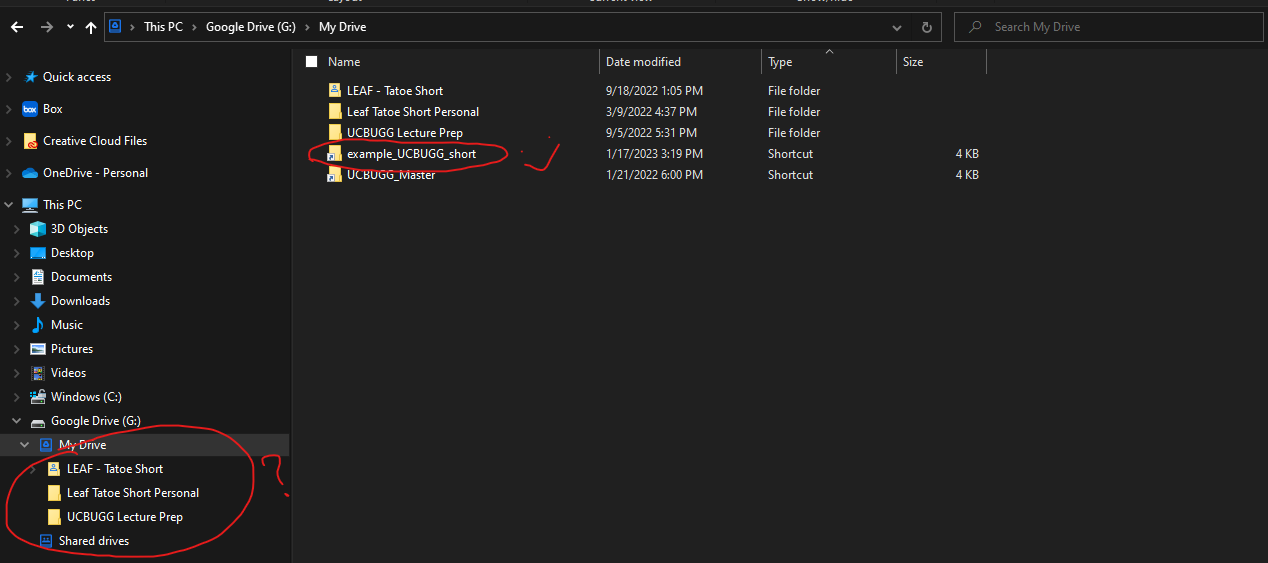 This PC > Google Drive (G:) > My Drive
Search My Drive
Name Date modified Type Size
LEAF - Tatoe Short 9/18/2022 1:05 PM File folder
Leaf Tatoe Short Personal 3/9/2022 4:37 PM File folder
UCBUGG Lecture Prep 9/5/2022 5:31 PM File folder
example_UCBUGG_short 1/17/2023 3:19 PM Shortcut 4 KB
UCBUGG_Master 1/21/2022 6:00 PM Shortcut 4 KB
Quick access
box Box
Creative Cloud Files
OneDrive - Personal
This PC
3D Objects
Desktop
Documents
Downloads
Music
Pictures
Videos
Windows (C:)
Google Drive (G:)
My Drive
LEAF - Tatoe Short
Leaf Tatoe Short Personal
UCBUGG Lecture Prep
Shared drives
?